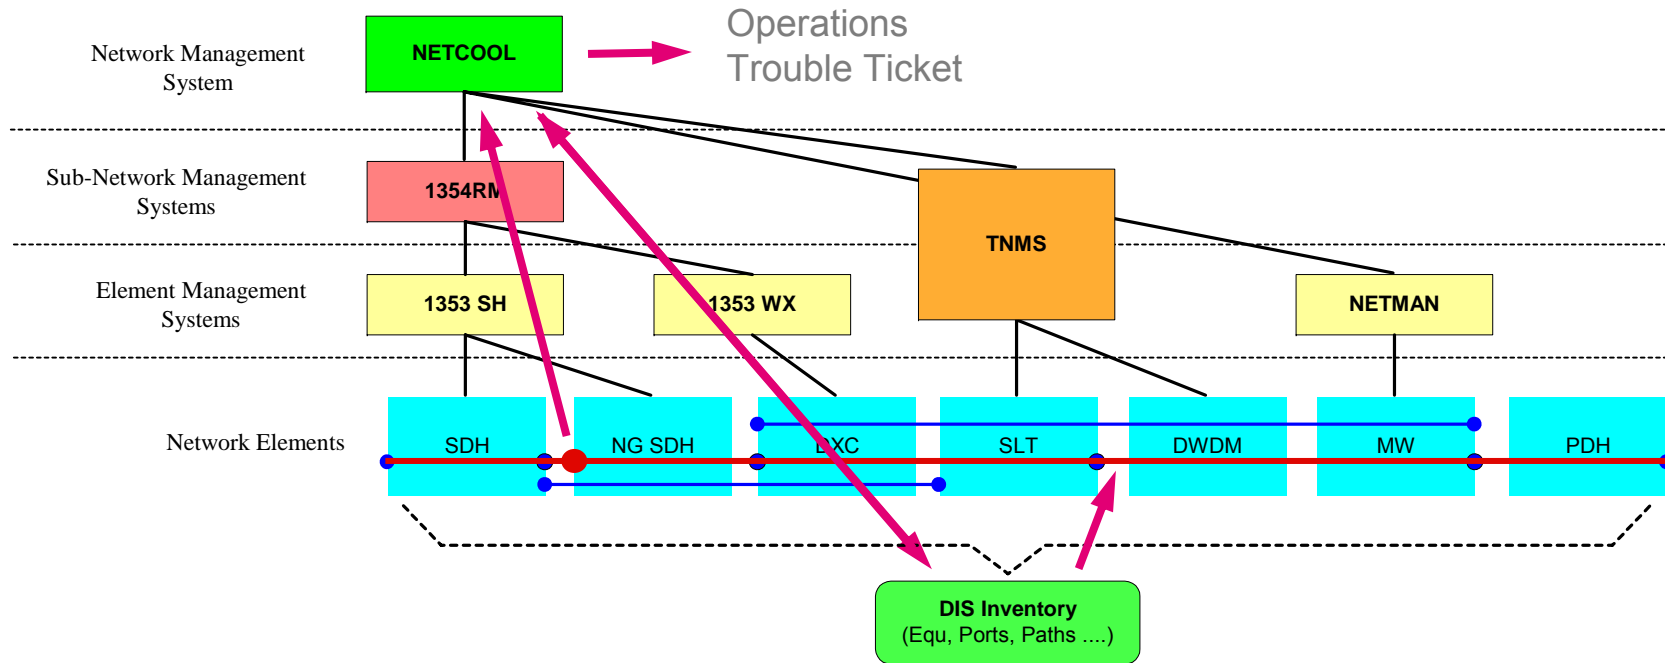 Operations
Trouble Ticket
NETCOOL
Network Management
System
Sub-Network Management
Systems
1354RM
TNMS
Element Management
Systems
1353 SH
1353 WX
NETMAN
Network Elements
SDH
NG SDH
DXC
SLT
DWDM
MW
PDH
DIS Inventory
(Equ, Ports, Paths ....)